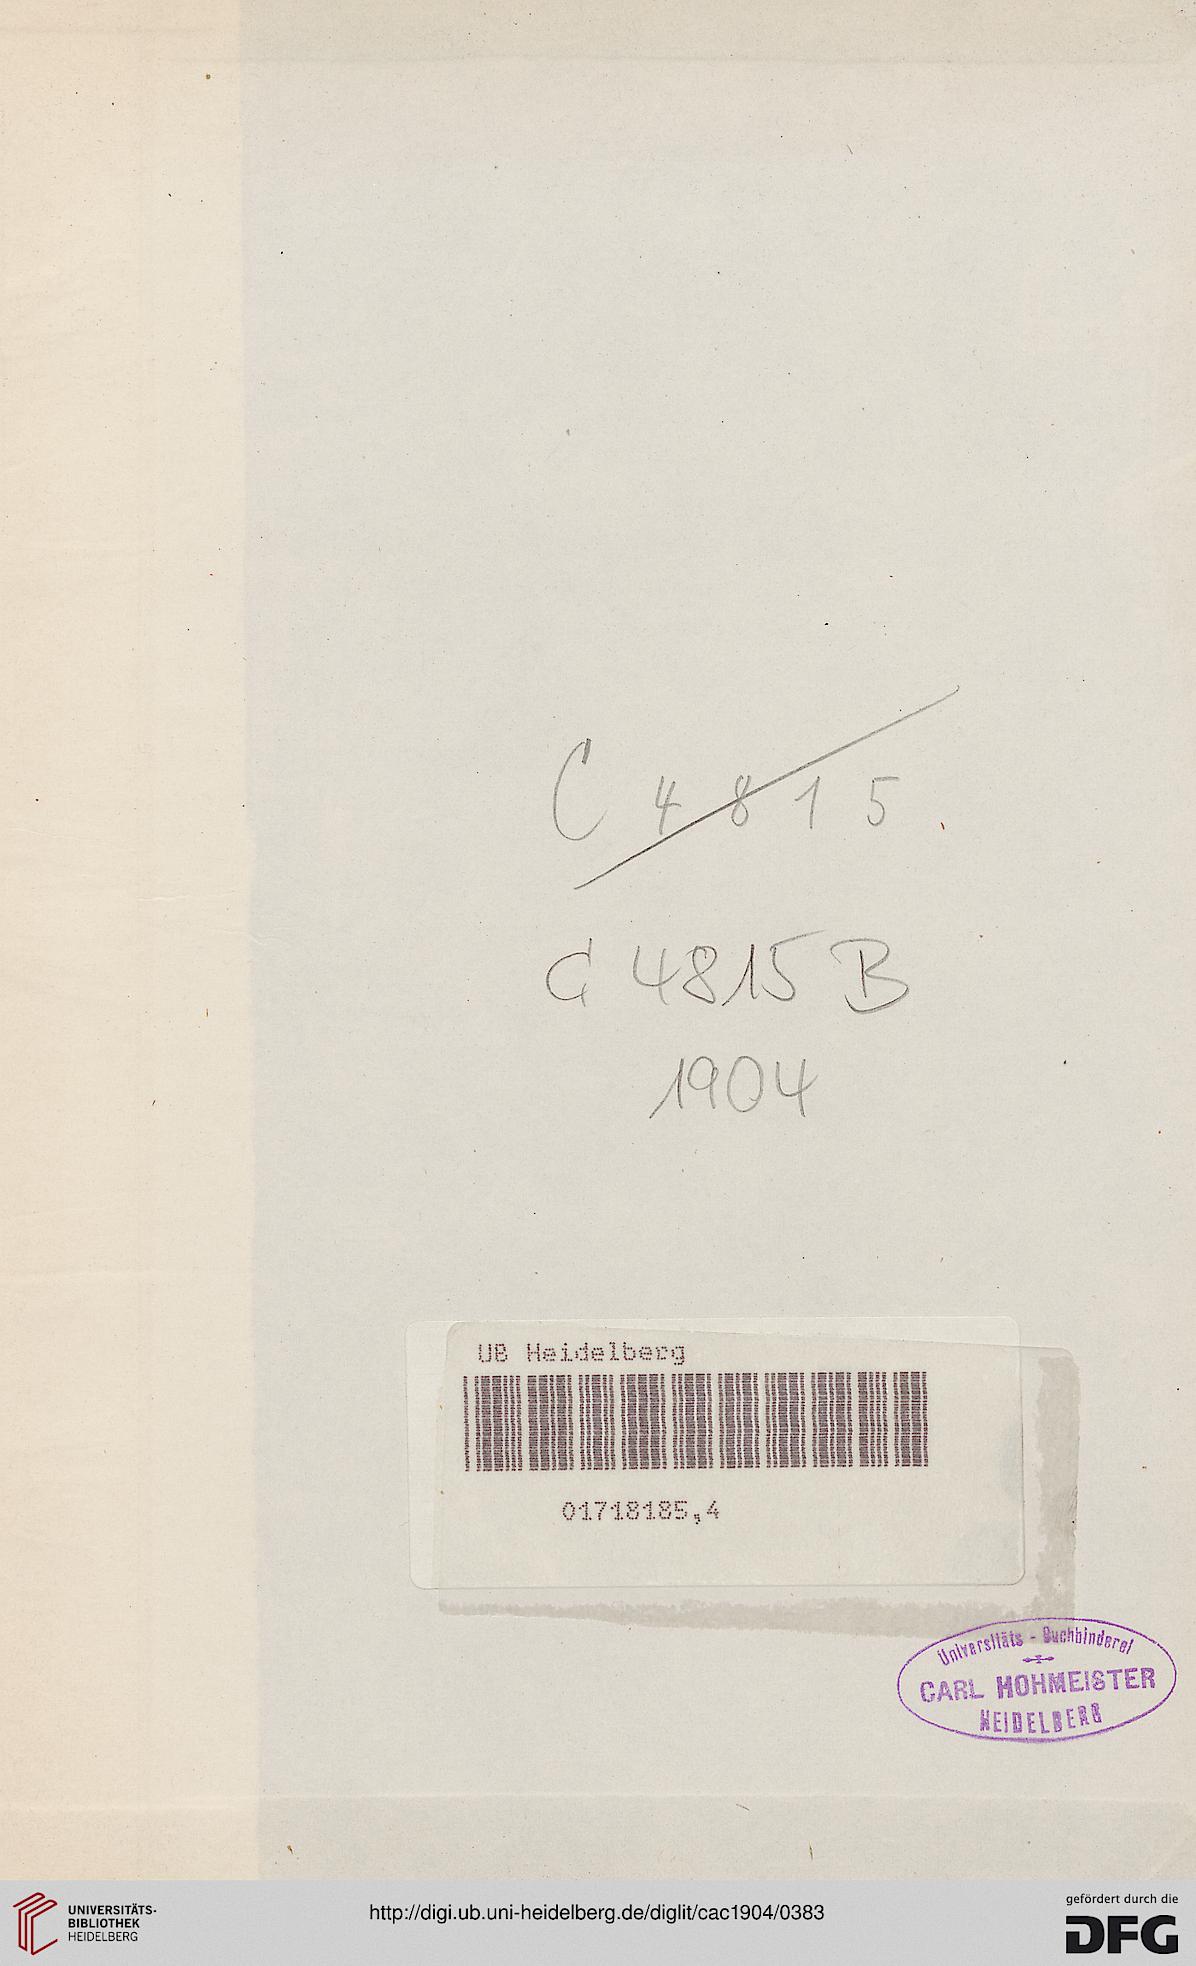 C 4815
C 4815 B
1904
UB Heidelberg
01718185,4
Universitäts - Buchbinderei
CARL HOHMEISTER
HEIDELBERG
UNIVERSITÄTS-
BIBLIOTHEK
HEIDELBERG
http://digi.ub.uni-heidelberg.de/diglit/cac1904/0383
gefördert durch die
DFG